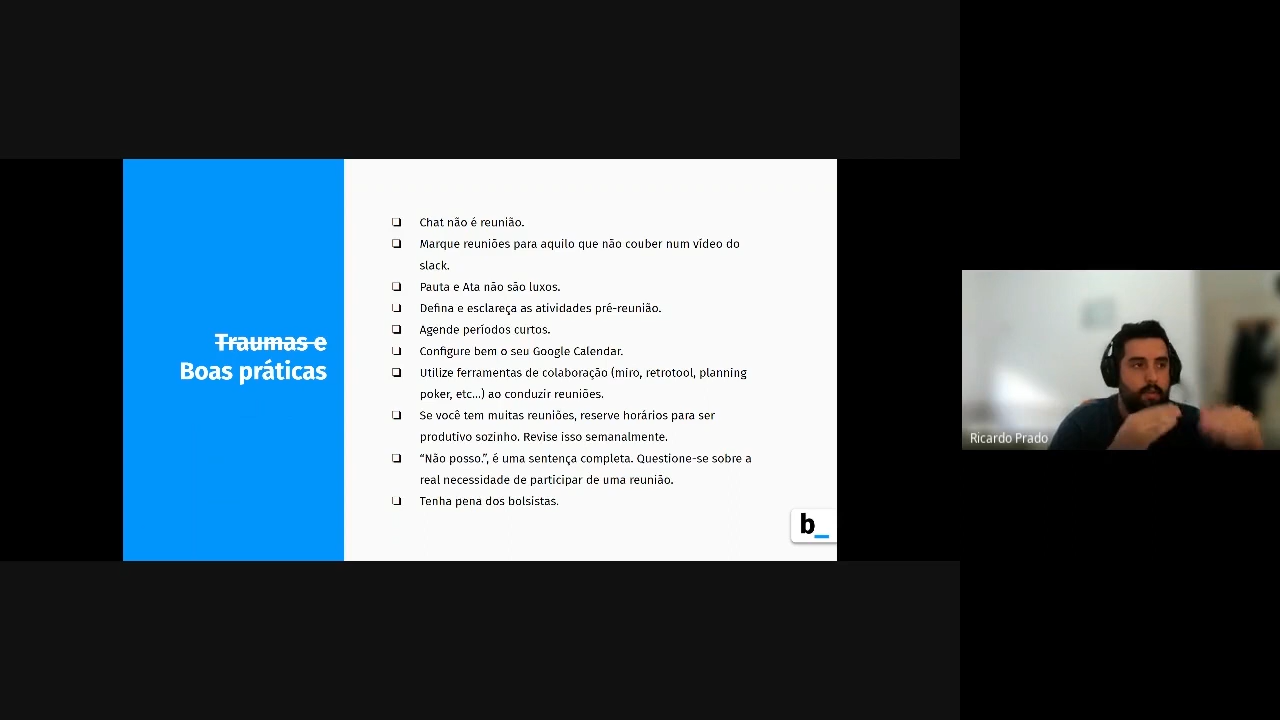 Traumas e
Boas práticas
Chat não é reunião.
Marque reuniões para aquilo que não couber num vídeo do
slack.
Pauta e Ata não são luxos.
Defina e esclareça as atividades pré-reunião.
Agende períodos curtos.
Configure bem o seu Google Calendar.
Utilize ferramentas de colaboração (miro, retrotool, planning
poker, etc...) ao conduzir reuniões.
Se você tem muitas reuniões, reserve horários para ser
produtivo sozinho. Revise isso semanalmente.
“Não posso.”, é uma sentença completa. Questione-se sobre a
real necessidade de participar de uma reunião.
Tenha pena dos bolsistas.
b_
Ricardo Prado